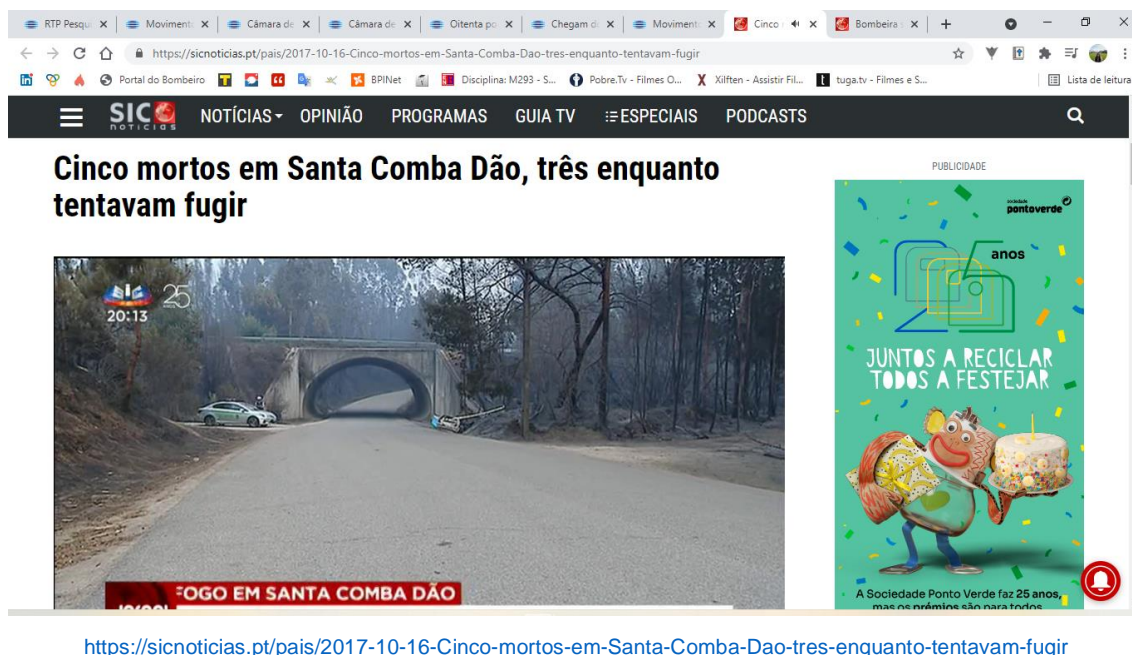 RTP Pesqui
Moviment
Câmara de
Câmara de
Oitenta po
Chegam d
Moviment
Cinco
Bombeira
https://sicnoticias.pt/pais/2017-10-16-Cinco-mortos-em-Santa-Comba-Dao-tres-enquanto-tentavam-fugir
Portal do Bombeiro
BPINet
Disciplina: M293 - S...
Pobre.Tv - Filmes O...
Xilften - Assistir Fil...
tuga.tv - Filmes e S...
Lista de leitura
SIC
NOTÍCIAS
NOTÍCIAS
OPINIÃO
PROGRAMAS
GUIA TV
ESPECIAIS
PODCASTS
Cinco mortos em Santa Comba Dão, três enquanto
tentavam fugir
PUBLICIDADE
SIC 25
20:13
FOGO EM SANTA COMBA DÃO
sociedade
pontoverde
25 anos
JUNTOS A RECICLAR
TODOS A FESTEJAR
A Sociedade Ponto Verde faz 25 anos,
mas os prémios são para todos
https://sicnoticias.pt/pais/2017-10-16-Cinco-mortos-em-Santa-Comba-Dao-tres-enquanto-tentavam-fugir